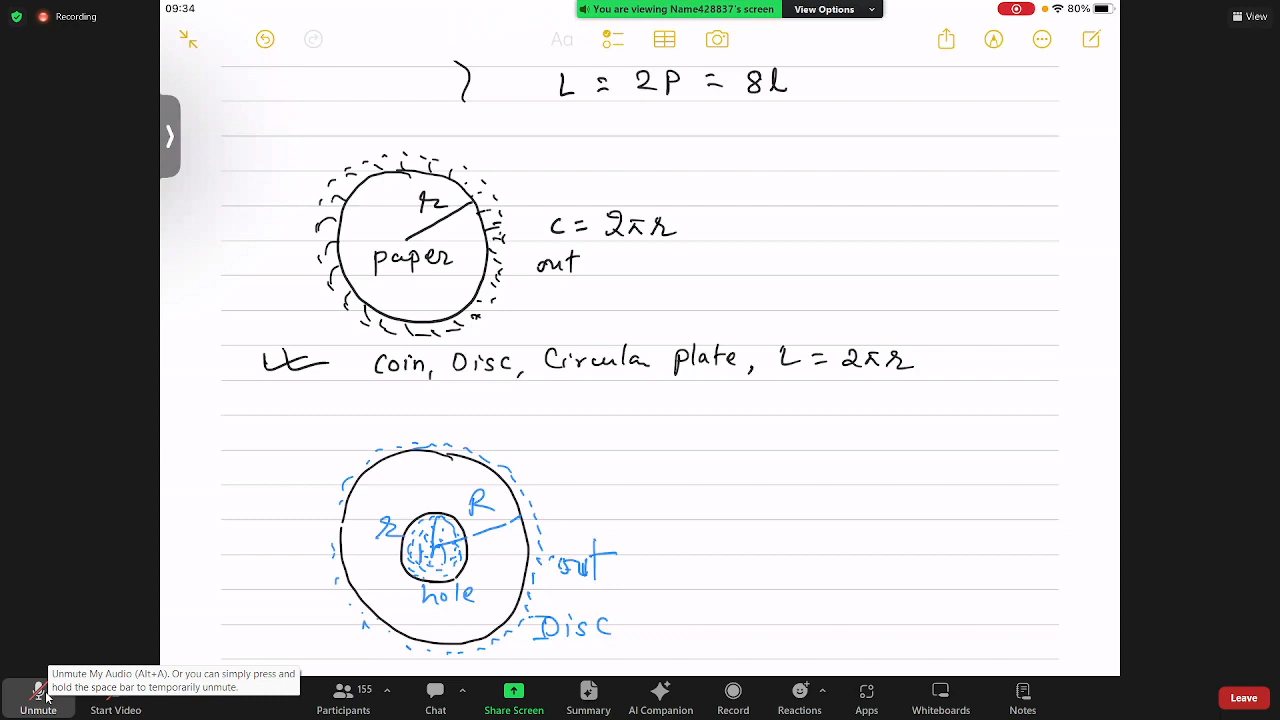 09:34
You are viewing Name428837's screen
View Options
80%
Recording
View
Aa
L = 2P = 8l
r
paper
c = 2πr
out
Coin, Disc, Circular plate, L = 2πr
R
r
out
hole
Disc
Unmute My Audio (Alt+A). Or you can simply press and
hold the space bar to temporarily unmute.
155
Unmute
Start Video
Participants
Chat
Share Screen
Summary
AI Companion
Record
Reactions
Apps
Whiteboards
Notes
Leave